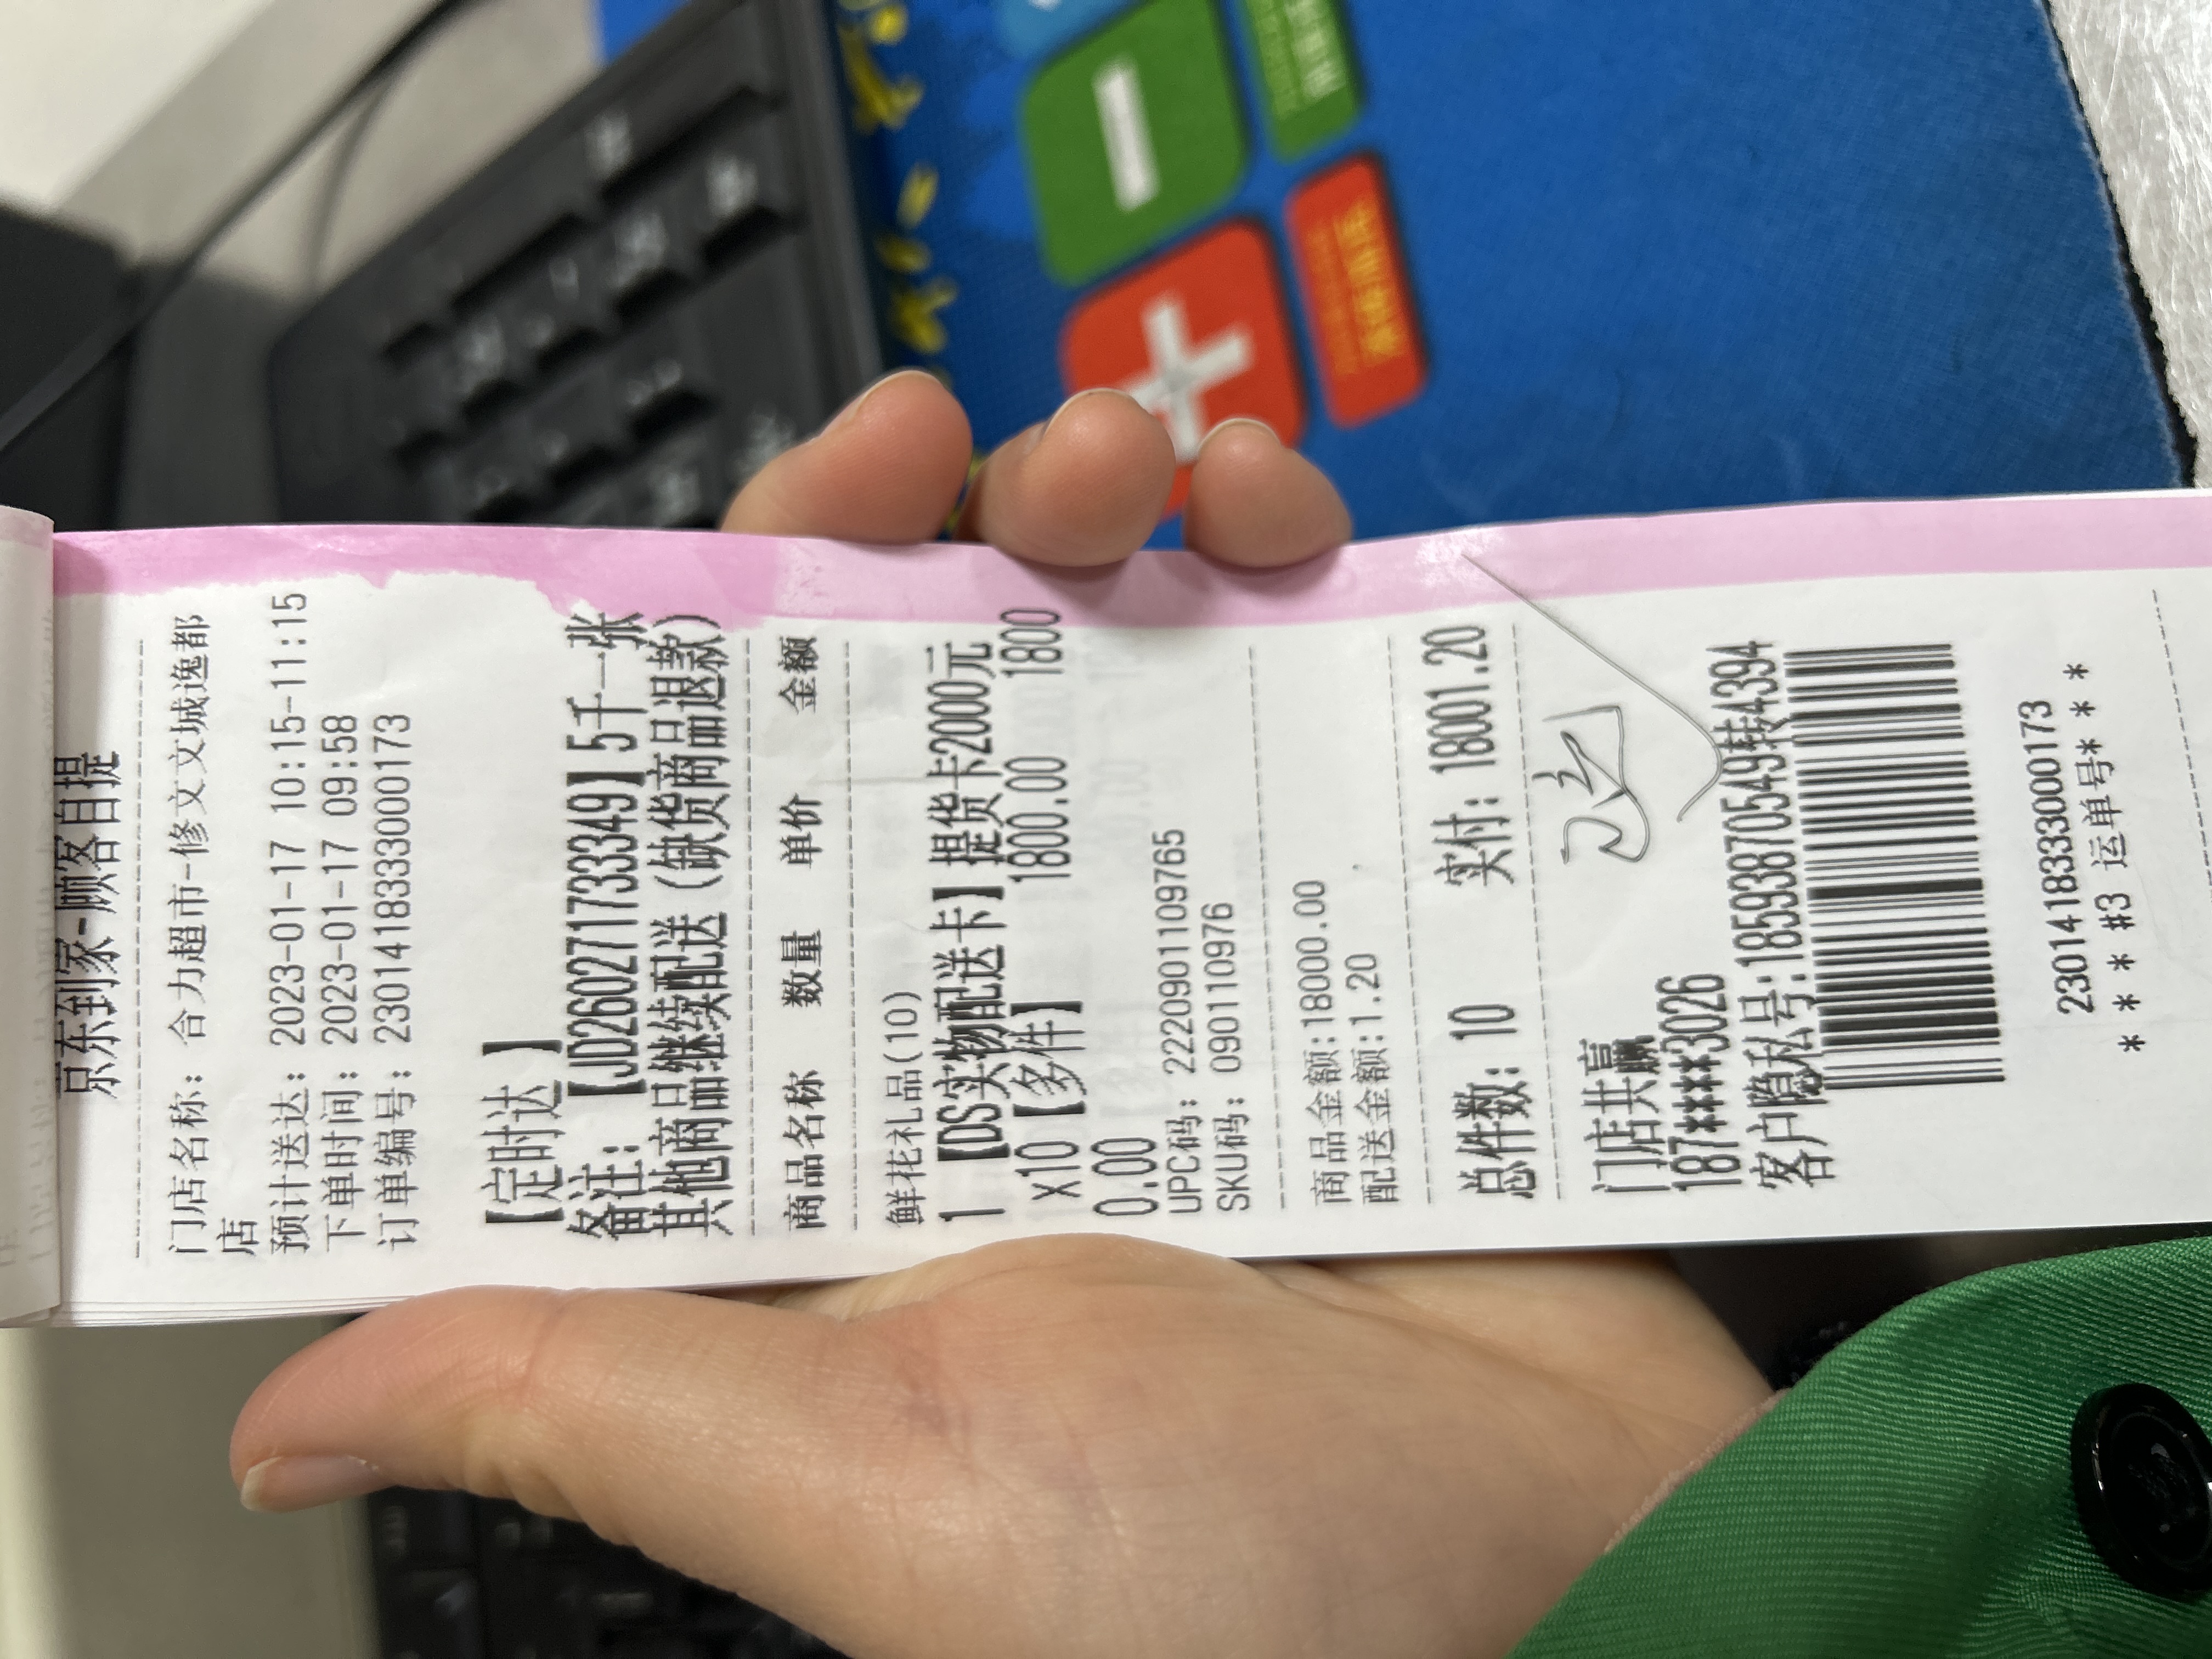 京东到家-顾客自提
门店名称：合力超市-修文文城逸都
店
预计送达：2023-01-17 10:15-11:15
下单时间：2023-01-17 09:58
订单编号：2301418333000173
【定时达】
备注：【JD26027173349】5千一张
其他商品继续配送（缺货商品退款）
商品名称 数量 单价 金额
鲜花礼品(10)
1 【DS实物配送卡】提货卡2000元
x10【多件】 1800.00 1800
0.00
UPC码：2220901109765
SKU码：090110976
商品金额:18000.00
配送金额:1.20
总件数：10 实付：18001.20
门店共赢
187****3026
客户隐私号:18593870549转4394
2301418333000173
* * * #3 运单号* * *